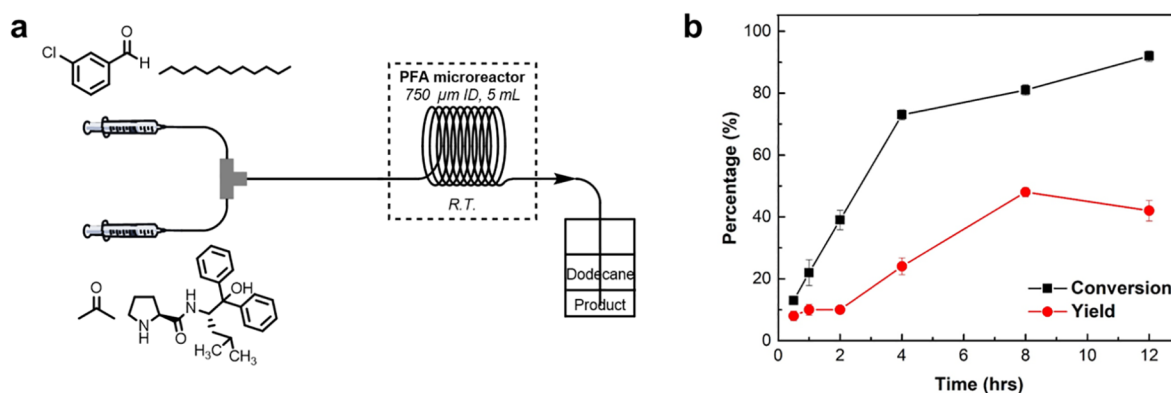 a
Cl
O
H
PFA microreactor
750 µm ID, 5 mL
R.T.
Dodecane
Product
O
N
H
O
H
N
OH
H₃C
CH₃
b
Percentage (%)
100
80
60
40
20
0
0
2
4
6
8
10
12
Time (hrs)
Conversion
Yield